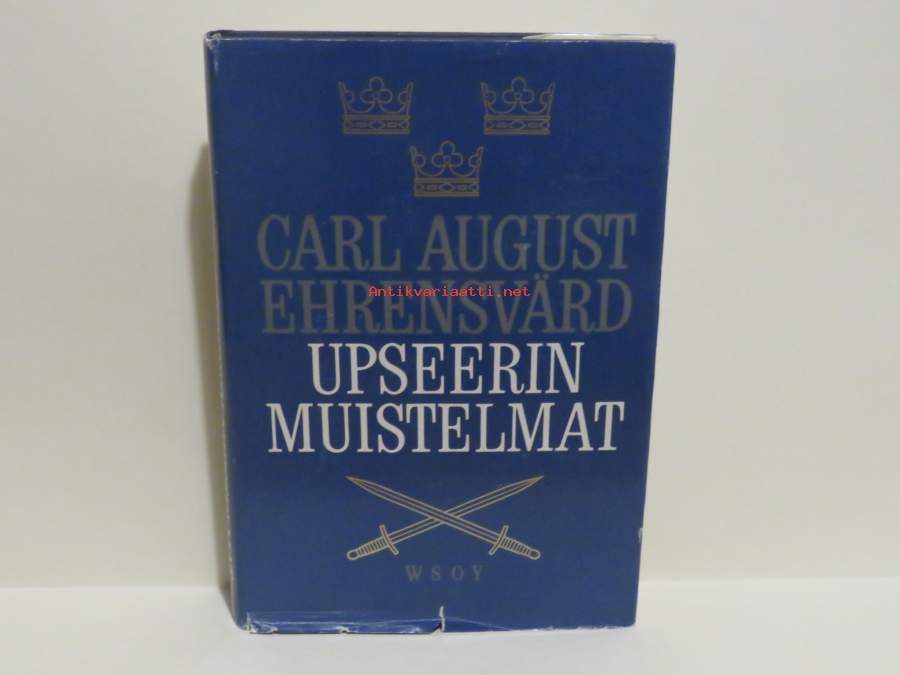 CARL AUGUST
Antikvariaatti.net
EHRENSVÄRD
UPSEERIN
MUISTELMAT
WSOY